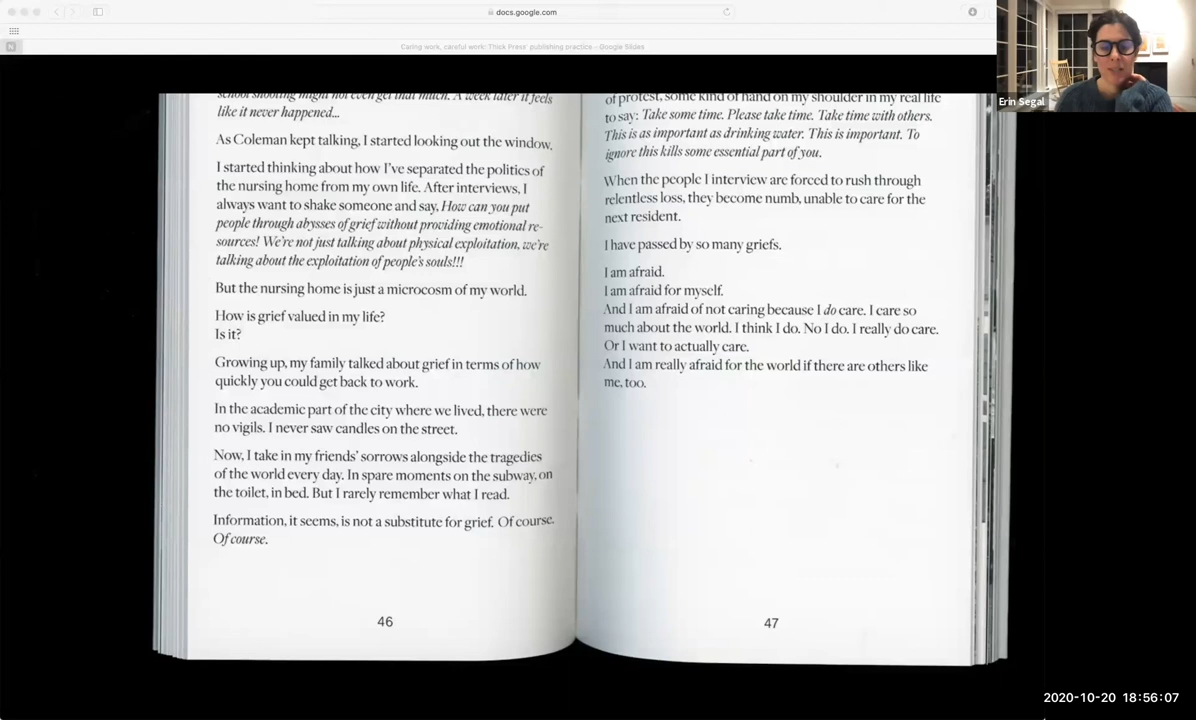 docs.google.com
Caring work, careful work: Thick Press' publishing practice – Google Slides
Erin Segal
school shooting might not even get that much. A week later it feels
like it never happened...
As Coleman kept talking, I started looking out the window.
I started thinking about how I've separated the politics of
the nursing home from my own life. After interviews, I
always want to shake someone and say, How can you put
people through abysses of grief without providing emotional re-
sources! We're not just talking about physical exploitation, we're
talking about the exploitation of people's souls!!!
But the nursing home is just a microcosm of my world.
How is grief valued in my life?
Is it?
Growing up, my family talked about grief in terms of how
quickly you could get back to work.
In the academic part of the city where we lived, there were
no vigils. I never saw candles on the street.
Now, I take in my friends' sorrows alongside the tragedies
of the world every day. In spare moments on the subway, on
the toilet, in bed. But I rarely remember what I read.
Information, it seems, is not a substitute for grief. Of course.
Of course.
46
of protest, some kind of hand on my shoulder in my real life
to say: Take some time. Please take time. Take time with others.
This is as important as drinking water. This is important. To
ignore this kills some essential part of you.
When the people I interview are forced to rush through
relentless loss, they become numb, unable to care for the
next resident.
I have passed by so many griefs.
I am afraid.
I am afraid for myself.
And I am afraid of not caring because I do care. I care so
much about the world. I think I do. No I do. I really do care.
Or I want to actually care.
And I am really afraid for the world if there are others like
me, too.
47
2020-10-20 18:56:07